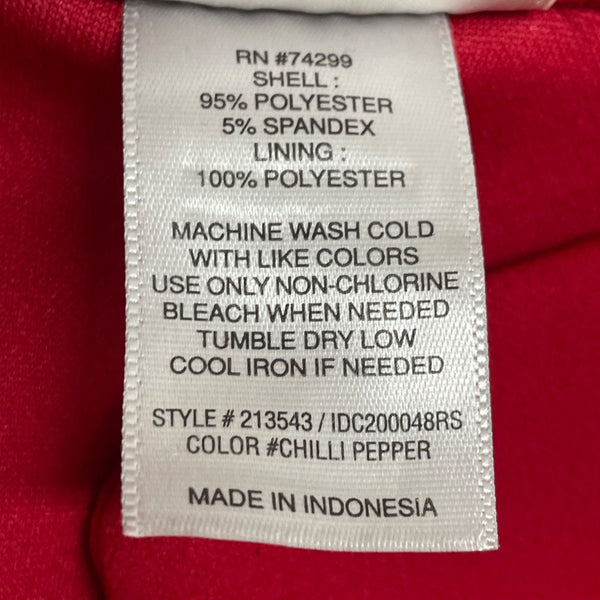 RN #74299
SHELL :
95% POLYESTER
5% SPANDEX
LINING :
100% POLYESTER
MACHINE WASH COLD
WITH LIKE COLORS
USE ONLY NON-CHLORINE
BLEACH WHEN NEEDED
TUMBLE DRY LOW
COOL IRON IF NEEDED
STYLE # 213543 / IDC200048RS
COLOR #CHILLI PEPPER
MADE IN INDONESIA